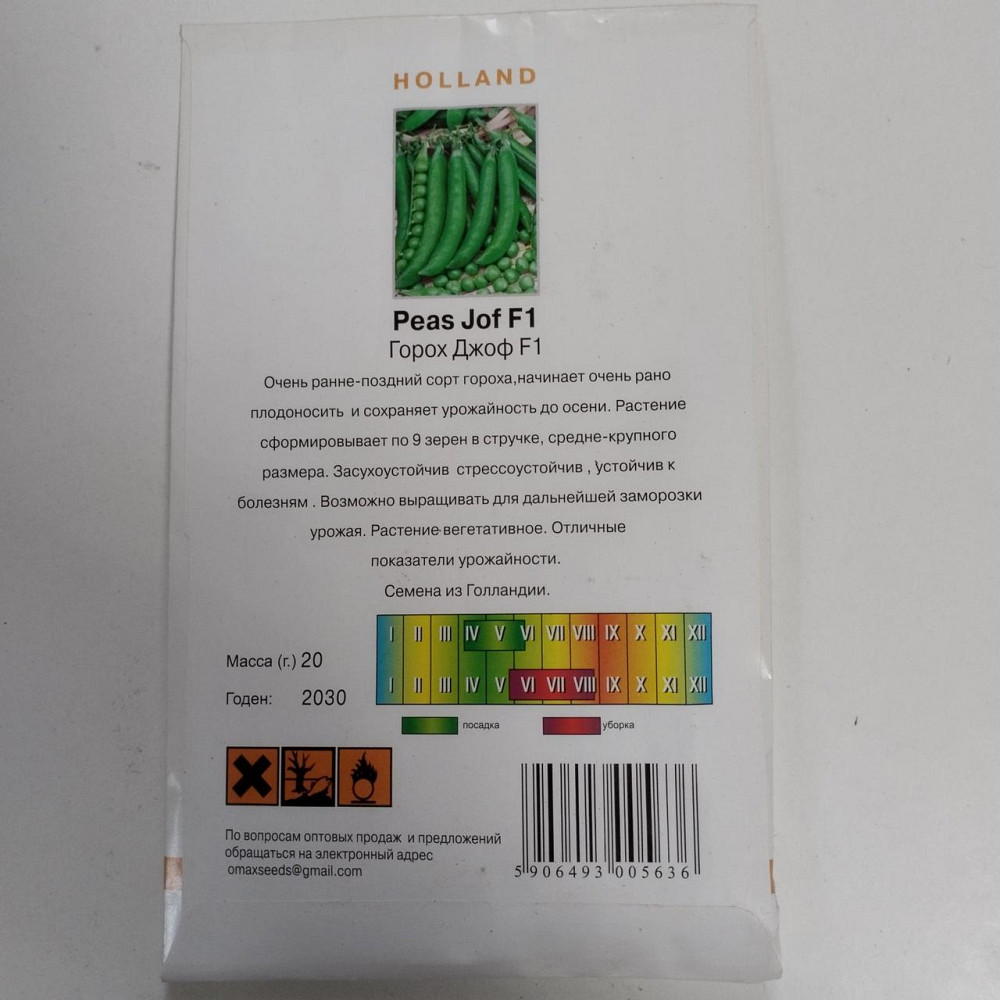 HOLLAND
Peas Jof F1
Горох Джоф F1
Очень ранне-поздний сорт гороха,начинает очень рано
плодоносить и сохраняет урожайность до осени. Растение
сформировывает по 9 зерен в стручке, средне-крупного
размера. Засухоустойчив стрессоустойчив , Устойчив к
болезням . Возможно выращивать для дальнейшей заморозки
урожая. Растение-вегетативное. Отличные
показатели урожайности.
Семена из Голландии.
I II III IV V VI VII VIII IX X XI XII
Масса (г.) 20
I II III IV V VI VII VIII IX X XI XII
Годен: 2030
посадка уборка
По вопросам оптовых продаж и предложений
обращаться на электронный адрес
omaxseeds@gmail.com
5 906493 005636